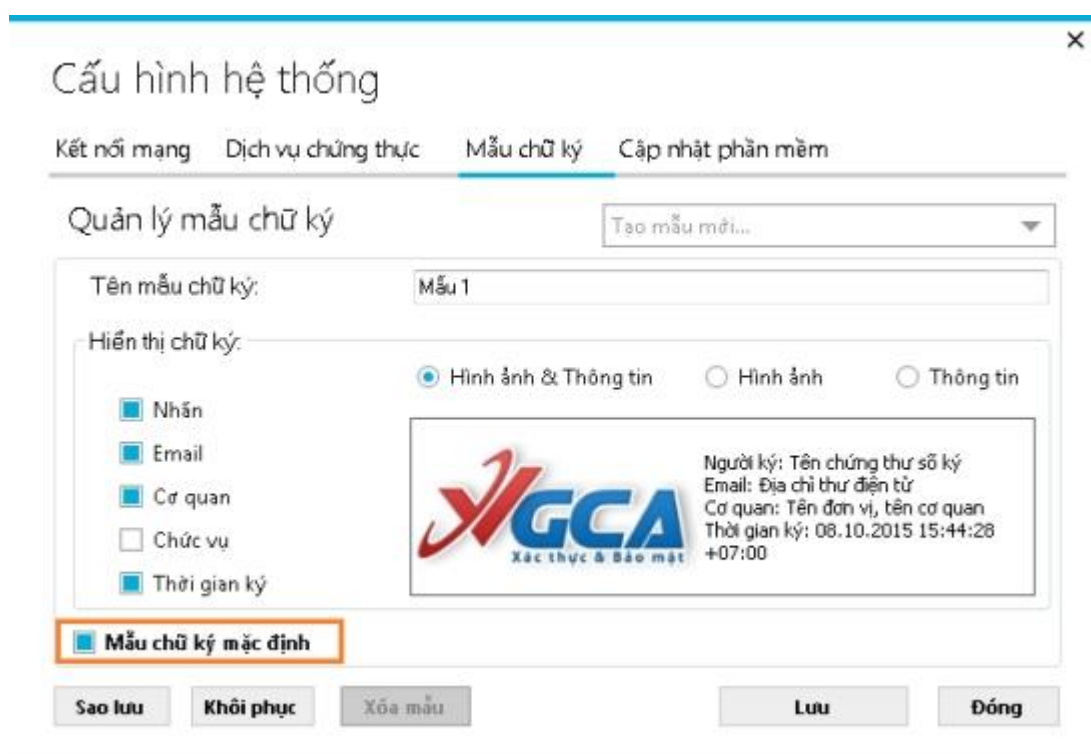 ×
Cấu hình hệ thống
Kết nối mạng Dịch vụ chứng thực Mẫu chữ ký Cập nhật phần mềm
Quản lý mẫu chữ ký Tạo mẫu mới...
Tên mẫu chữ ký: Mẫu 1
Hiển thị chữ ký:
Hình ảnh & Thông tin Hình ảnh Thông tin
Nhãn
Email
Cơ quan
Chức vụ
Thời gian ký
VGCA
Xác thực & Bảo mật
Người ký: Tên chứng thư số ký
Email: Địa chỉ thư điện tử
Cơ quan: Tên đơn vị, tên cơ quan
Thời gian ký: 08.10.2015 15:44:28
+07:00
Mẫu chữ ký mặc định
Sao lưu Khôi phục Xóa mẫu Lưu Đóng